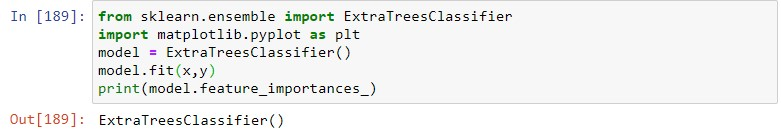 In [189]: from sklearn.ensemble import ExtraTreesClassifier
import matplotlib.pyplot as plt
model = ExtraTreesClassifier()
model.fit(x,y)
print(model.feature_importances_)
Out[189]: ExtraTreesClassifier()